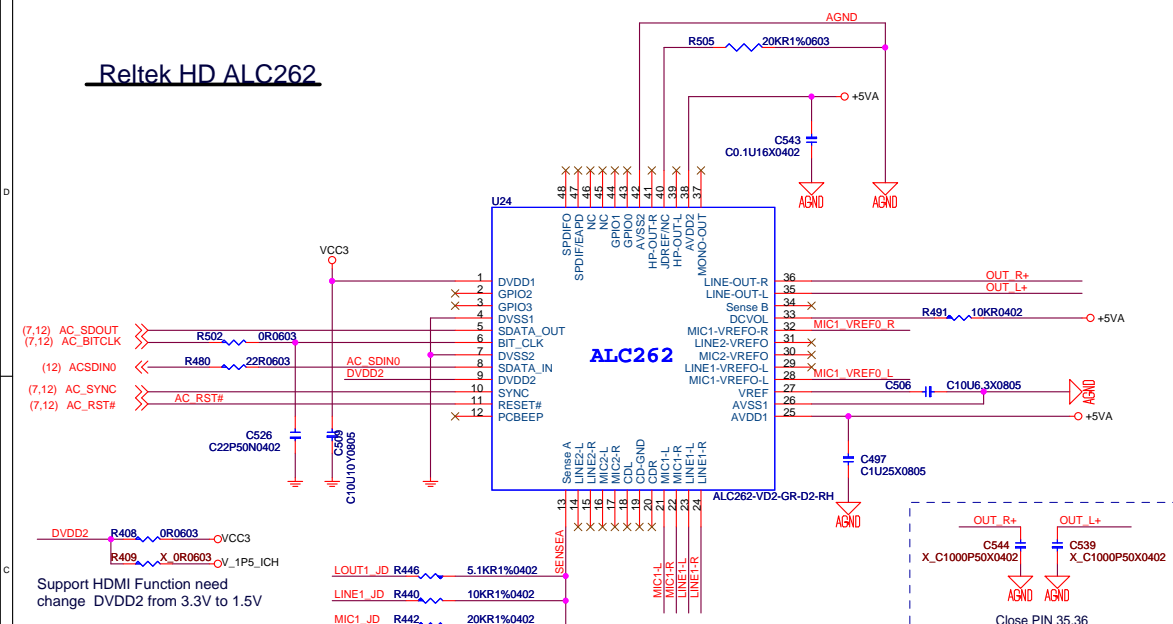 AGND
R505 20KR1%0603
Reltek HD ALC262
+5VA
C543
C0.1U16X0402
AGND AGND
D
48 47 46 45 44 43 42 41 40 39 38 37
U24
SPDIFO SPDIF/EAPD NC NC GPIO1 GPIO0 AVSS2 HP-OUT-R JDREF/NC HP-OUT-L AVDD2 MONO-OUT
VCC3
1 DVDD1 LINE-OUT-R 36 OUT_R+
2 GPIO2 LINE-OUT-L 35 OUT_L+
3 GPIO3 Sense B 34
4 DVSS1 DCVOL 33 R491 10KR0402 +5VA
(7,12) AC_SDOUT 5 SDATA_OUT MIC1-VREFO-R 32 MIC1_VREF0_R
(7,12) AC_BITCLK R502 0R0603 6 BIT_CLK LINE2-VREFO 31
7 DVSS2 MIC2-VREFO 30
ALC262
(12) ACSDIN0 R480 22R0603 AC_SDIN0 8 SDATA_IN LINE1-VREFO-L 29
DVDD2 9 DVDD2 MIC1-VREFO-L 28 MIC1_VREF0_L
(7,12) AC_SYNC 10 SYNC VREF 27 C506 C10U6.3X0805 AGND
(7,12) AC_RST# AC_RST# 11 RESET# AVSS1 26
12 PCBEEP AVDD1 25 +5VA
C526
C22P50N0402
C509
C10U10Y0805
Sense A LINE2-L LINE2-R MIC2-L MIC2-R CDL CD-GND CDR MIC1-L MIC1-R LINE1-L LINE1-R
C497
C1U25X0805
AGND
ALC262-VD2-GR-D2-RH
13 14 15 16 17 18 19 20 21 22 23 24
DVDD2 R408 0R0603 VCC3
R409 X_0R0603 V_1P5_ICH
C
Support HDMI Function need
change DVDD2 from 3.3V to 1.5V
SENSEA
MIC1-L MIC1-R LINE1-L LINE1-R
LOUT1_JD R446 5.1KR1%0402
LINE1_JD R440 10KR1%0402
MIC1_JD R442 20KR1%0402
OUT_R+ OUT_L+
C544 C539
X_C1000P50X0402 X_C1000P50X0402
AGND AGND
Close PIN 35,36